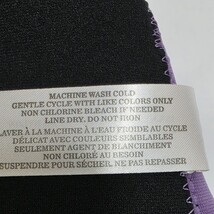 MACHINE WASH COLD
GENTLE CYCLE WITH LIKE COLORS ONLY
NON CHLORINE BLEACH IF NEEDED
LINE DRY. DO NOT IRON
LAVER À LA MACHINE À L'EAU FROIDE AU CYCLE
DÉLICAT AVEC COULEURS SEMBLABLES
SEULEMENT AGENT DE BLANCHIMENT
NON CHLORÉ AU BESOIN
SUSPENDRE POUR SÉCHER, NE PAS REPASSER